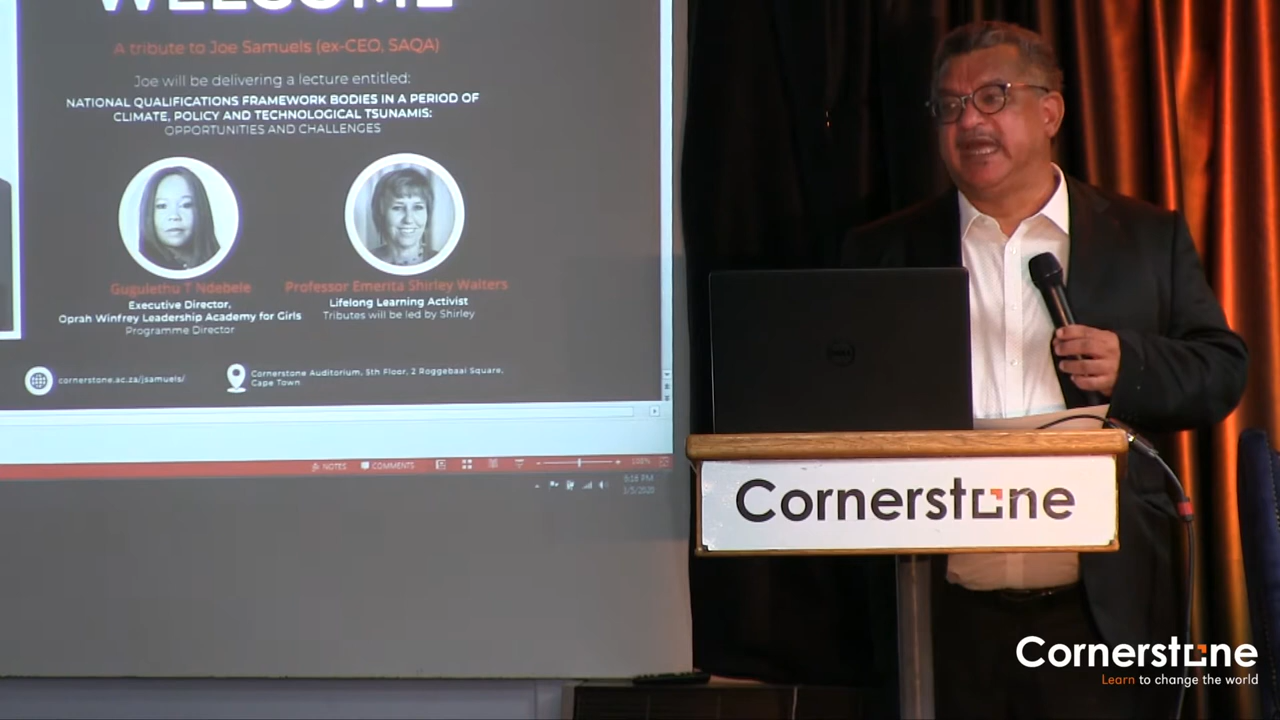 WELCOME
A tribute to Joe Samuels (ex-CEO, SAQA)
Joe will be delivering a lecture entitled:
NATIONAL QUALIFICATIONS FRAMEWORK BODIES IN A PERIOD OF
CLIMATE, POLICY AND TECHNOLOGICAL TSUNAMIS:
OPPORTUNITIES AND CHALLENGES
Gugulethu T Ndebele
Executive Director,
Oprah Winfrey Leadership Academy for Girls
Programme Director
Professor Emerita Shirley Walters
Lifelong Learning Activist
Tributes will be led by Shirley
cornerstone.ac.za/jsamuels/
Cornerstone Auditorium, 5th Floor, 2 Roggebaai Square,
Cape Town
NOTES
COMMENTS
100%
DELL
Cornerstone
Cornerstone
Learn to change the world